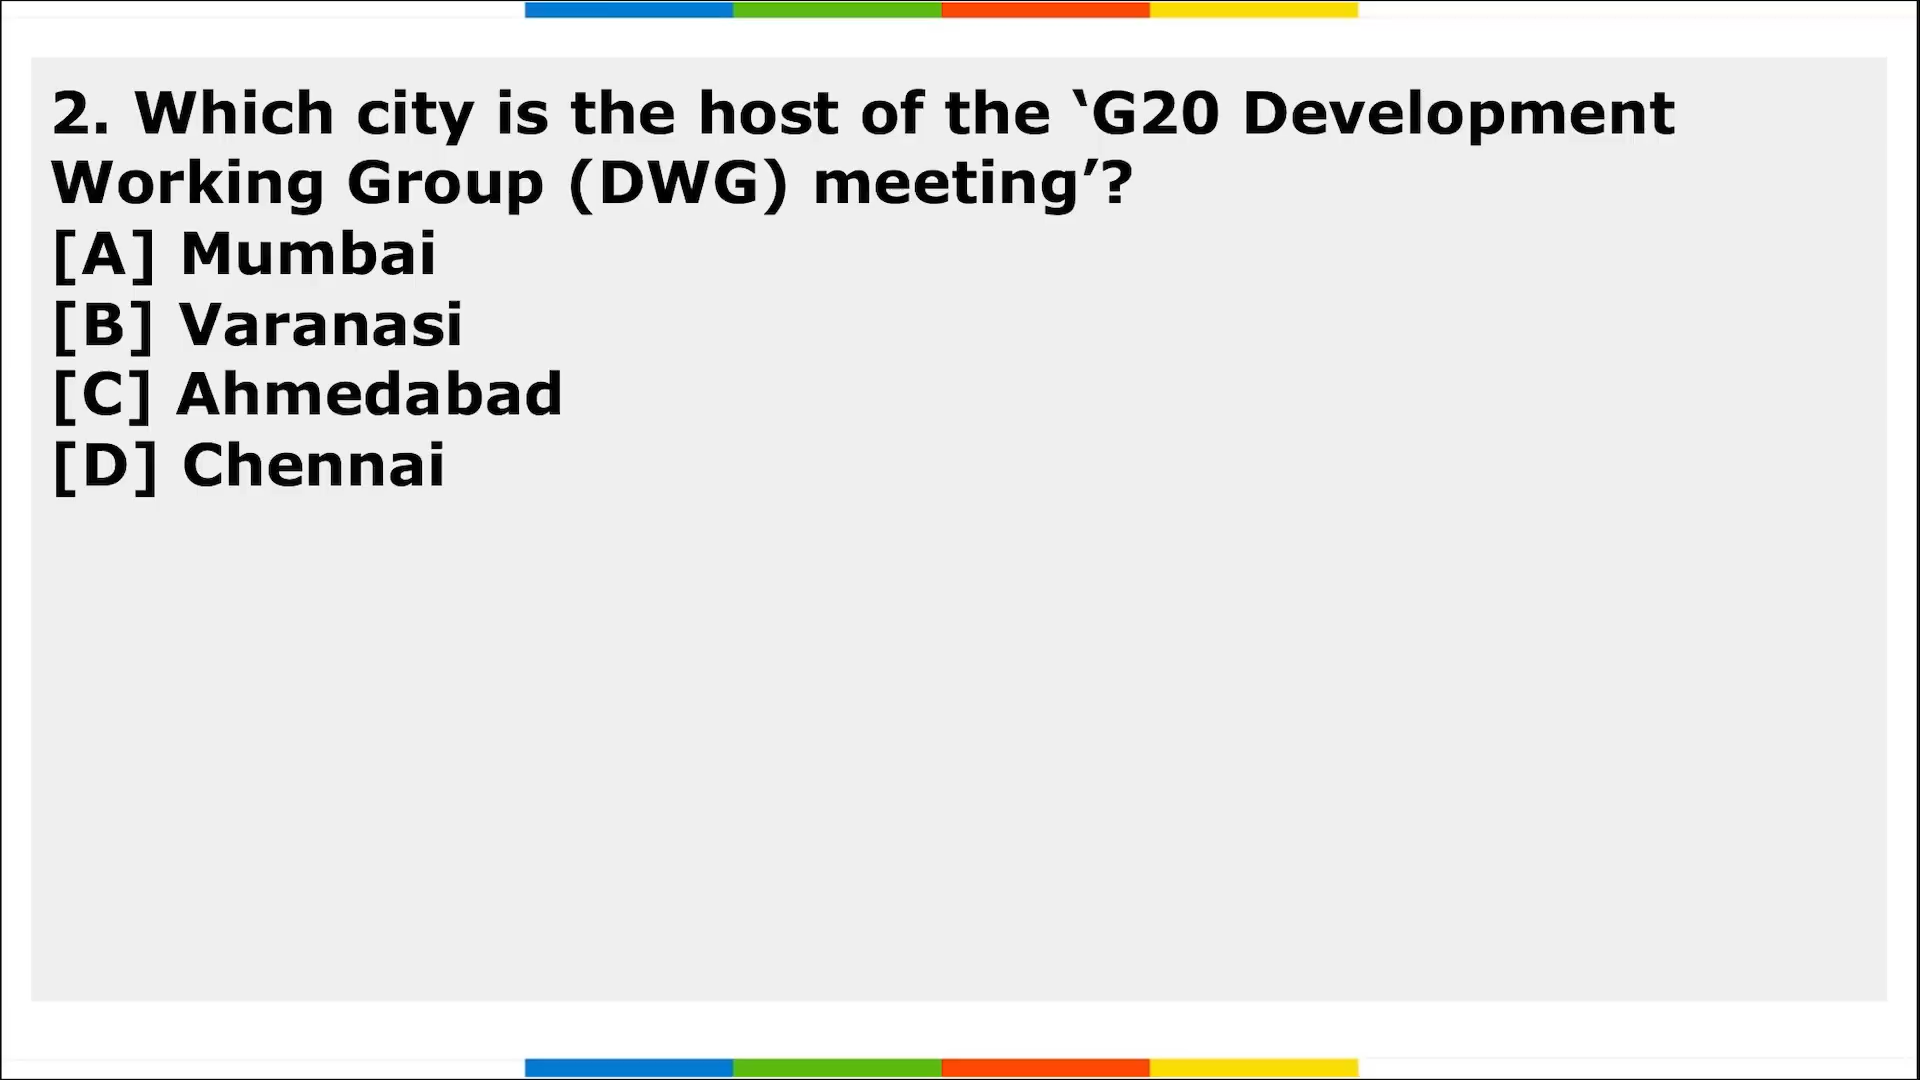 2. Which city is the host of the ‘G20 Development
Working Group (DWG) meeting’?
[A] Mumbai
[B] Varanasi
[C] Ahmedabad
[D] Chennai